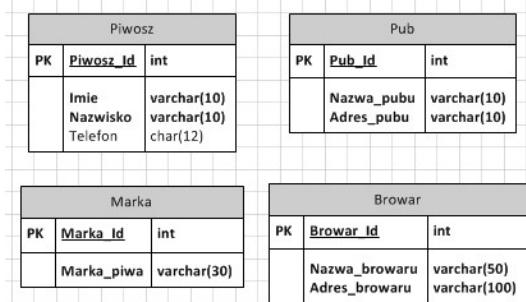 Piwosz
PK Piwosz_Id int
Imie varchar(10)
Nazwisko varchar(10)
Telefon char(12)
Pub
PK Pub_Id int
Nazwa_pubu varchar(10)
Adres_pubu varchar(10)
Marka
PK Marka_Id int
Marka_piwa varchar(30)
Browar
PK Browar_Id int
Nazwa_browaru varchar(50)
Adres_browaru varchar(100)